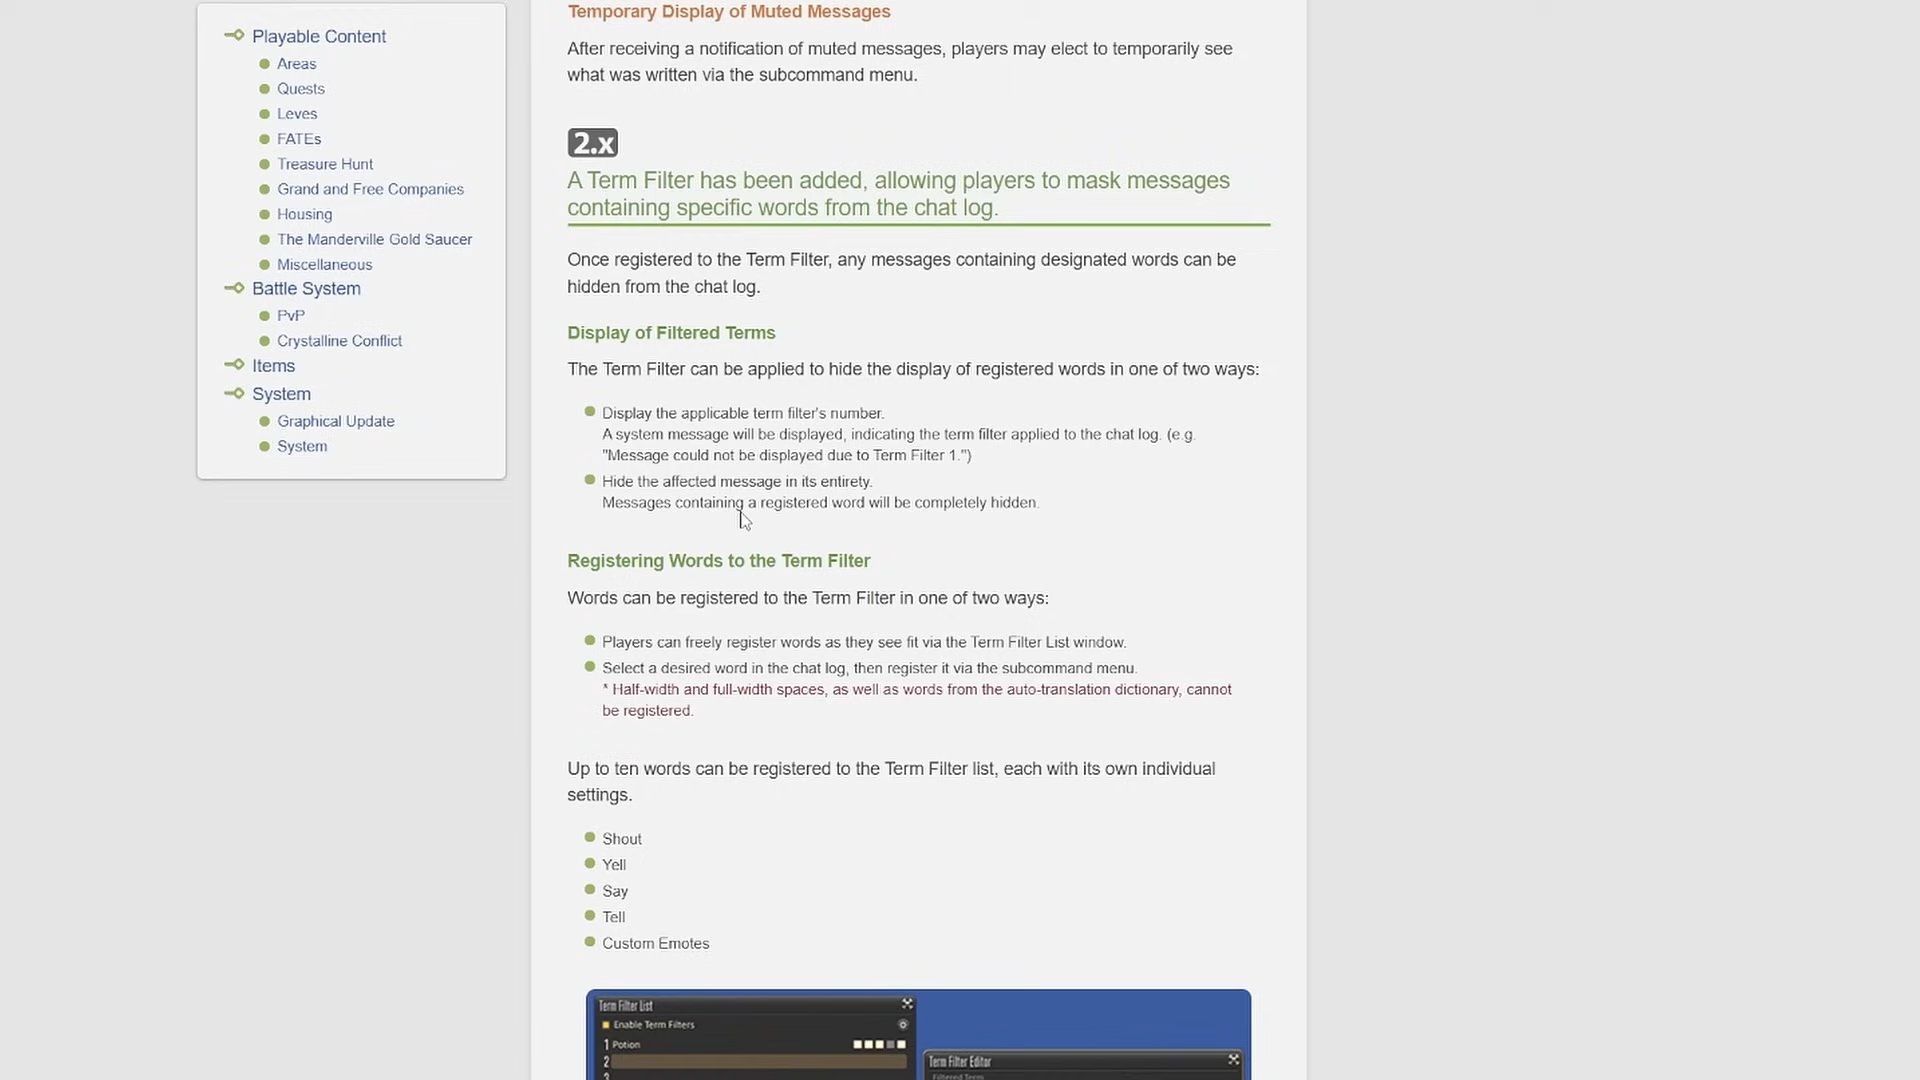 Playable Content
Areas
Quests
Leves
FATEs
Treasure Hunt
Grand and Free Companies
Housing
The Manderville Gold Saucer
Miscellaneous
Battle System
PvP
Crystalline Conflict
Items
System
Graphical Update
System
Temporary Display of Muted Messages
After receiving a notification of muted messages, players may elect to temporarily see
what was written via the subcommand menu.
2.x
A Term Filter has been added, allowing players to mask messages
containing specific words from the chat log.
Once registered to the Term Filter, any messages containing designated words can be
hidden from the chat log.
Display of Filtered Terms
The Term Filter can be applied to hide the display of registered words in one of two ways:
Display the applicable term filter's number.
A system message will be displayed, indicating the term filter applied to the chat log. (e.g.
"Message could not be displayed due to Term Filter 1.")
Hide the affected message in its entirety.
Messages containing a registered word will be completely hidden.
Registering Words to the Term Filter
Words can be registered to the Term Filter in one of two ways:
Players can freely register words as they see fit via the Term Filter List window.
Select a desired word in the chat log, then register it via the subcommand menu.
* Half-width and full-width spaces, as well as words from the auto-translation dictionary, cannot
be registered.
Up to ten words can be registered to the Term Filter list, each with its own individual
settings.
Shout
Yell
Say
Tell
Custom Emotes
Term Filter List
Enable Term Filters
1 Potion
2
3
Term Filter Editor
Filtered Term